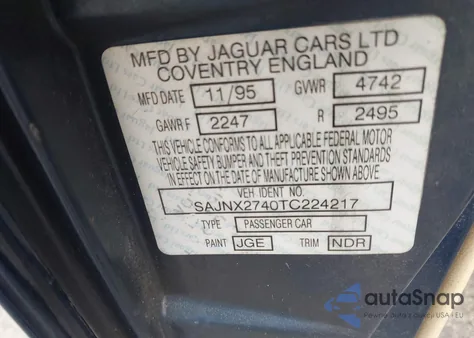 MFD BY JAGUAR CARS LTD
COVENTRY ENGLAND
MFD DATE 11/95 GVWR 4742
GAWR F 2247 R 2495
THIS VEHICLE CONFORMS TO ALL APPLICABLE FEDERAL MOTOR
VEHICLE SAFETY BUMPER AND THEFT PREVENTION STANDARDS
IN EFFECT ON THE DATE OF MANUFACTURE SHOWN ABOVE
VEH IDENT NO.
SAJNX2740TC224217
TYPE PASSENGER CAR
PAINT JGE TRIM NDR
autoSnap